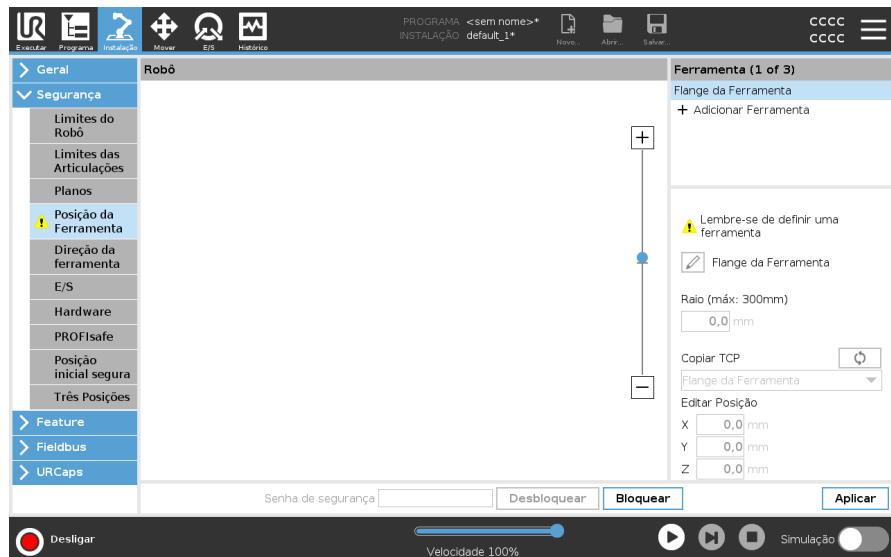 Executar
Programa
Instalação
Mover
E/S
Histórico
PROGRAMA <sem nome>*
INSTALAÇÃO default_1*
Novo...
Abrir...
Salvar...
cccc
cccc
Geral
Segurança
Limites do
Robô
Limites das
Articulações
Planos
Posição da
Ferramenta
Direção da
ferramenta
E/S
Hardware
PROFIsafe
Posição
inicial segura
Três Posições
Feature
Fieldbus
URCaps
Robô
Ferramenta (1 of 3)
Flange da Ferramenta
+ Adicionar Ferramenta
Lembre-se de definir uma
ferramenta
Flange da Ferramenta
Raio (máx: 300mm)
0,0 mm
Copiar TCP
Flange da Ferramenta
Editar Posição
X 0,0 mm
Y 0,0 mm
Z 0,0 mm
Senha de segurança
Desbloquear
Bloquear
Aplicar
Desligar
Velocidade 100%
Simulação